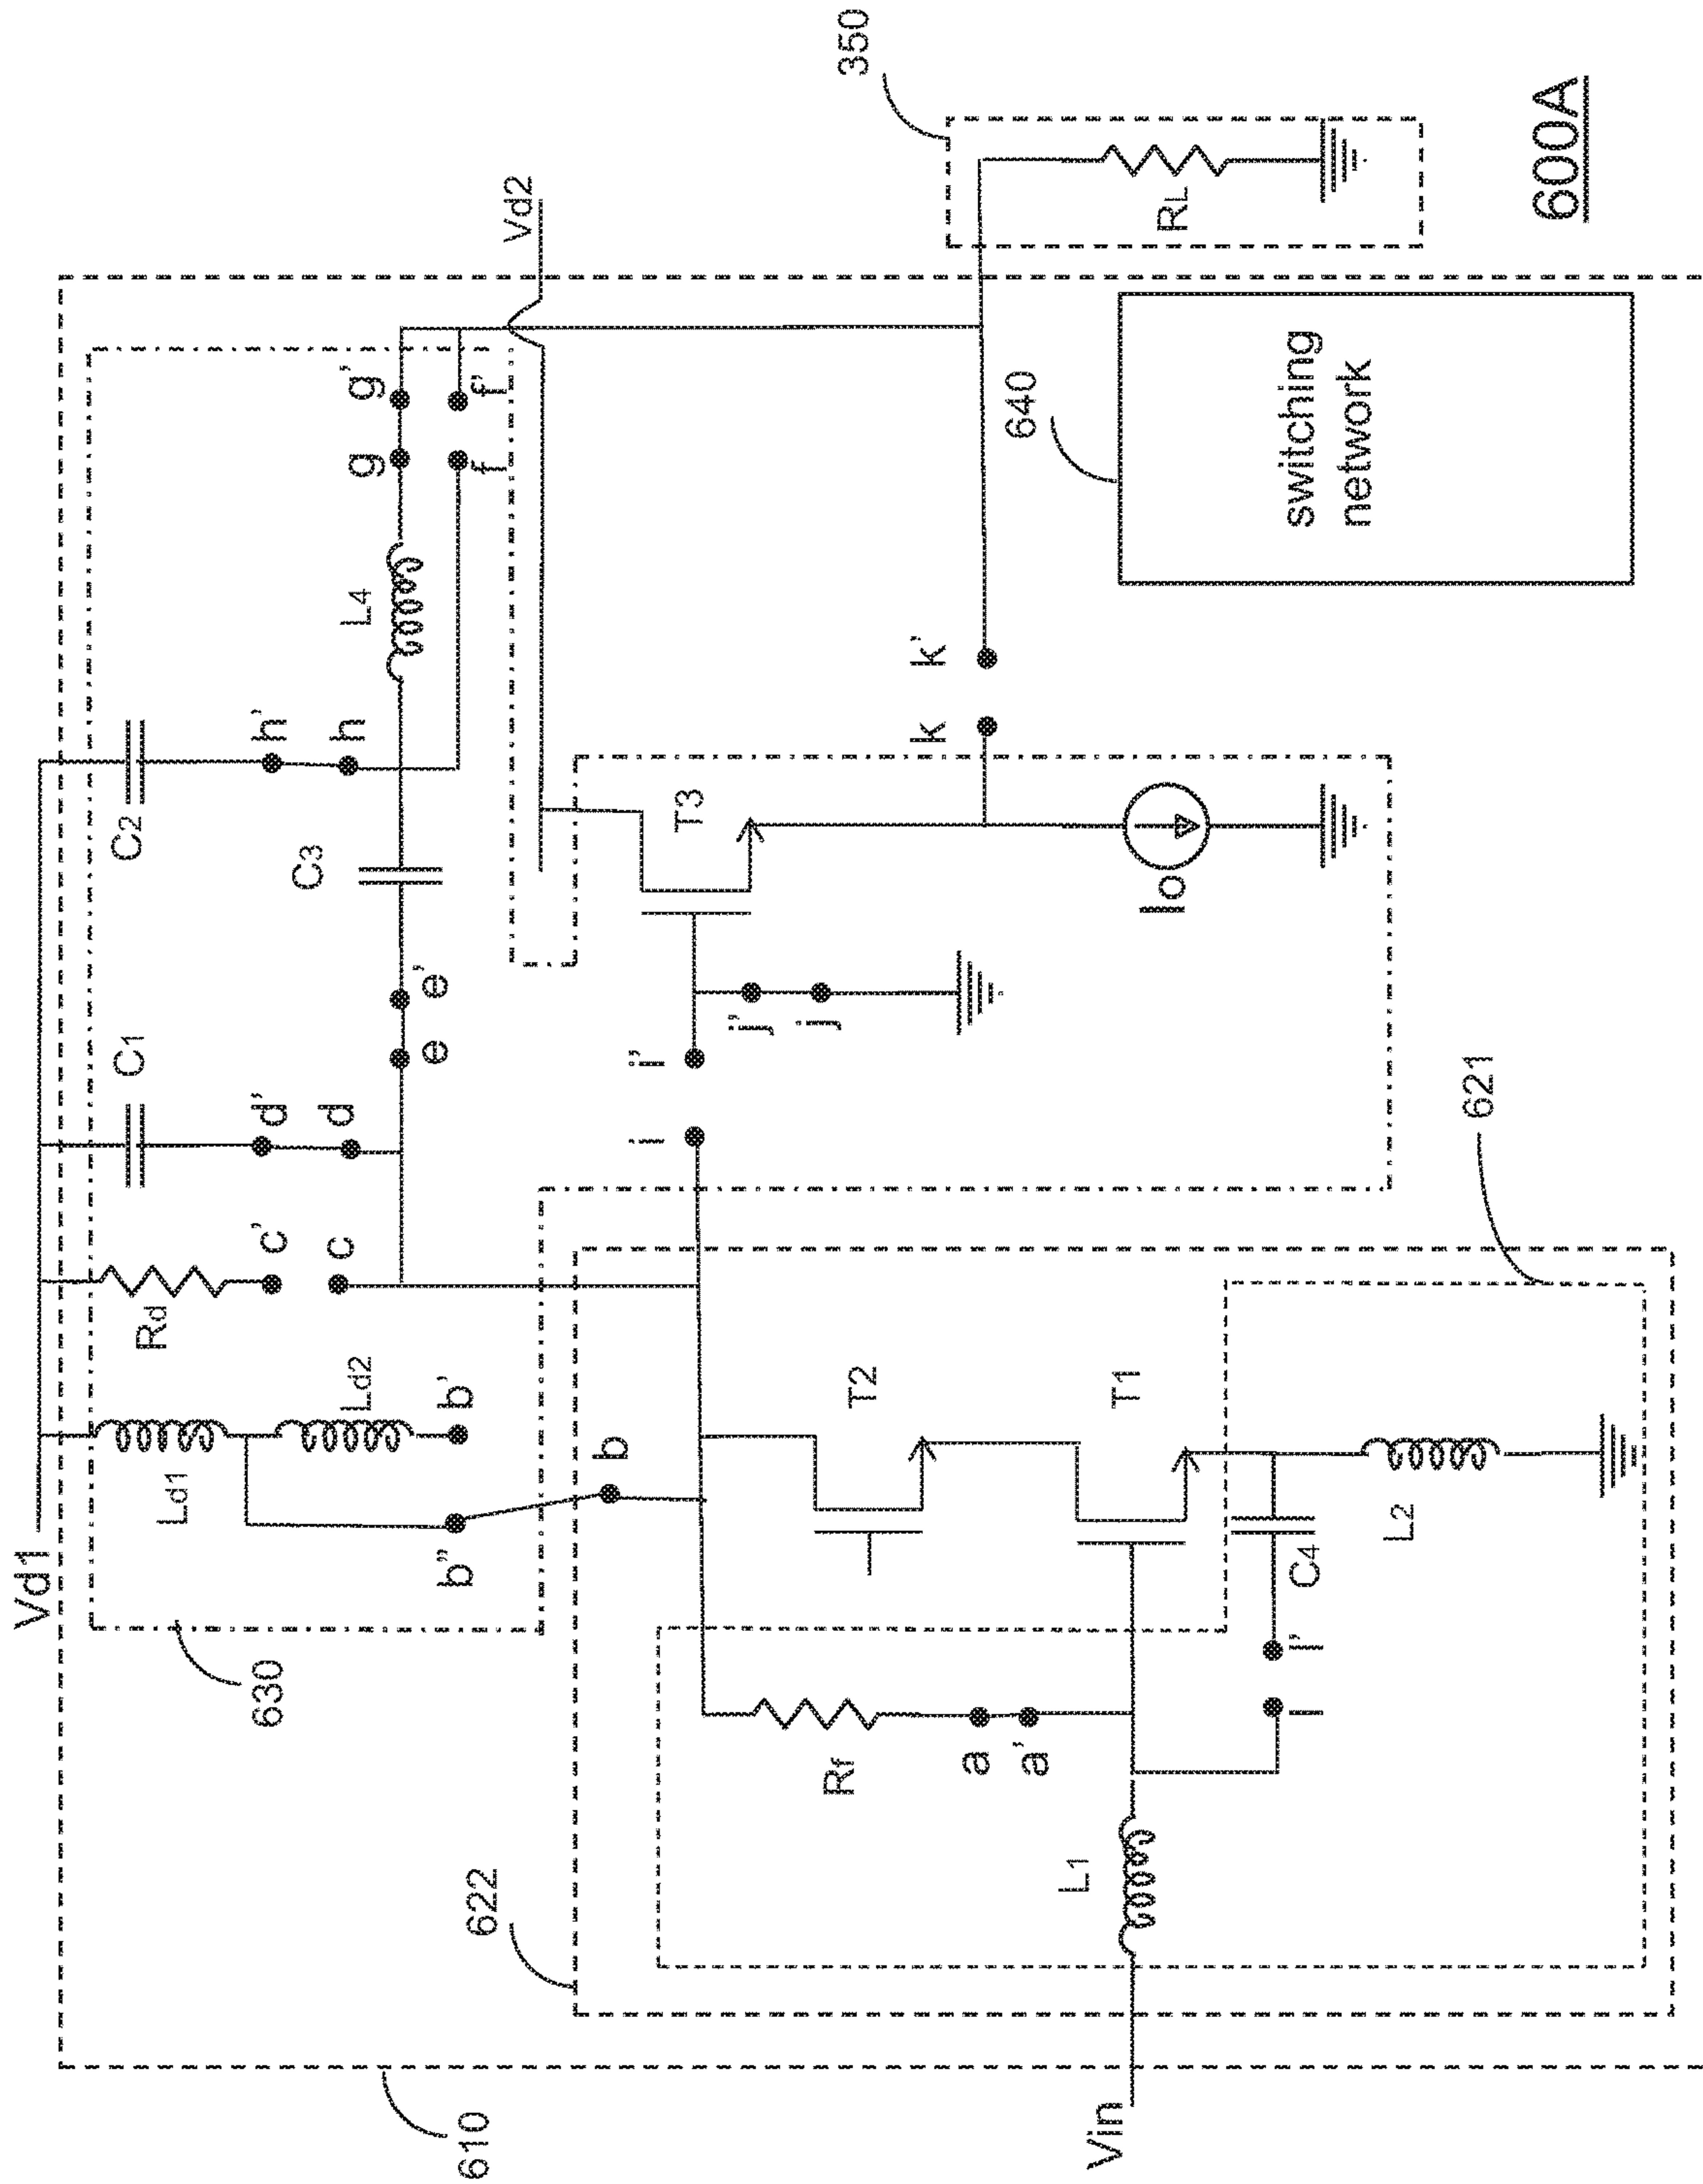 Vd1
C1
C2
Ld1
Rd
Ld2
c'
c
d'
d
h'
h
C3
L4
g
g'
f
f'
e
e'
b"
b'
b
630
Vd2
350
622
i
i'
j'
j
T3
k
k'
Io
RL
640
switching
network
Rf
a
a'
T2
T1
L1
l
l'
C4
L2
621
610
Vin
600A